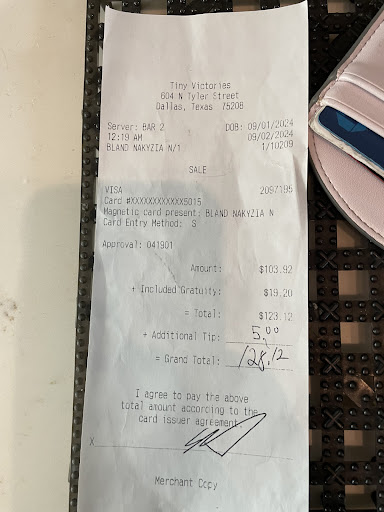 Tiny Victories
604 N Tyler Street
Dallas, Texas 75208
Server: BAR 2 DOB: 09/01/2024
12:19 AM 09/02/2024
BLAND NAKYZIA N/1 1/10209
SALE
VISA 2097195
Card #XXXXXXXXXXXX5015
Magnetic card present: BLAND NAKYZIA N
Card Entry Method: S
Approval: 041901
Amount: $103.92
+ Included Gratuity: $19.20
= Total: $123.12
+ Additional Tip: 5.00
= Grand Total: 128.12
I agree to pay the above
total amount according to the
card issuer agreement.
X
Merchant Copy